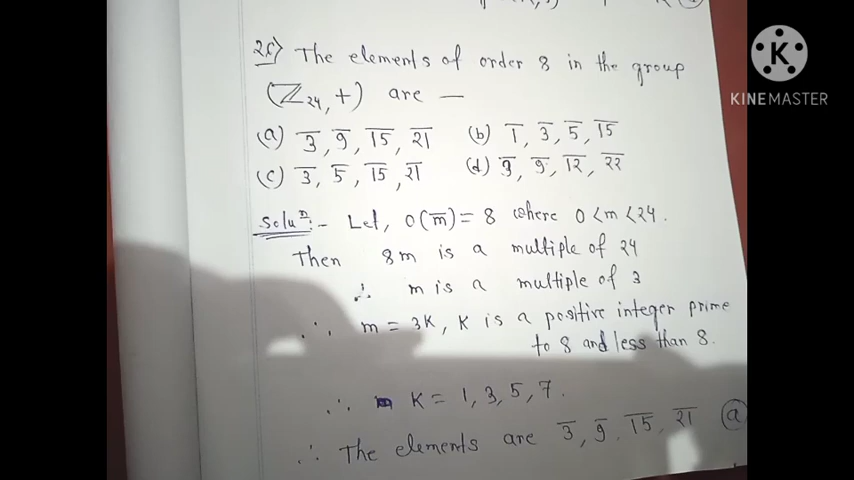 25) The elements of order 8 in the group
(ℤ₂₄, +) are —
(a) 3̅, 9̅, 1̅5̅, 2̅1̅ (b) 1̅, 3̅, 5̅, 1̅5̅
(c) 3̅, 5̅, 1̅5̅, 2̅1̅ (d) 3̅, 9̅, 1̅2̅, 2̅2̅
Soluⁿ:- Let, O(m̅) = 8 where 0 < m < 24.
Then 8m is a multiple of 24
∴ m is a multiple of 3
∴ m = 3K, K is a positive integer prime
to 8 and less than 8.
∴ K = 1, 3, 5, 7.
∴ The elements are 3̅, 9̅, 1̅5̅, 2̅1̅ (a)
KINEMASTER